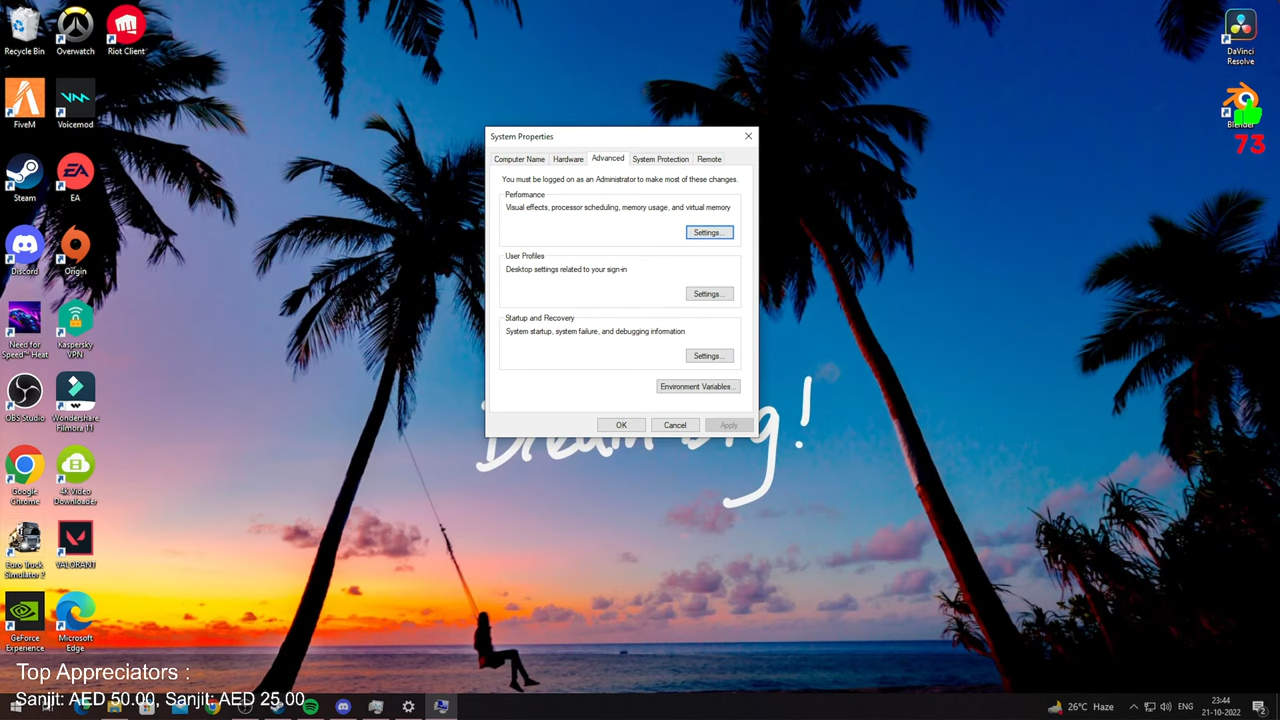 Recycle Bin
Overwatch
Riot Client
FiveM
Voicemod
Steam
EA
Discord
Origin
Need for
Speed™ Heat
Kaspersky
VPN
OBS Studio
Wondershare
Filmora 11
Google
Chrome
4K Video
Downloader
Euro Truck
Simulator 2
VALORANT
GeForce
Experience
Microsoft
Edge
DaVinci
Resolve
Blender
73
System Properties
Computer Name
Hardware
Advanced
System Protection
Remote
You must be logged on as an Administrator to make most of these changes.
Performance
Visual effects, processor scheduling, memory usage, and virtual memory
Settings...
User Profiles
Desktop settings related to your sign-in
Settings...
Startup and Recovery
System startup, system failure, and debugging information
Settings...
Environment Variables...
OK
Cancel
Apply
Dream big!
Top Appreciators :
Sanjit: AED 50.00, Sanjit: AED 25.00
26°C Haze
ENG
23:44
21-10-2022
2